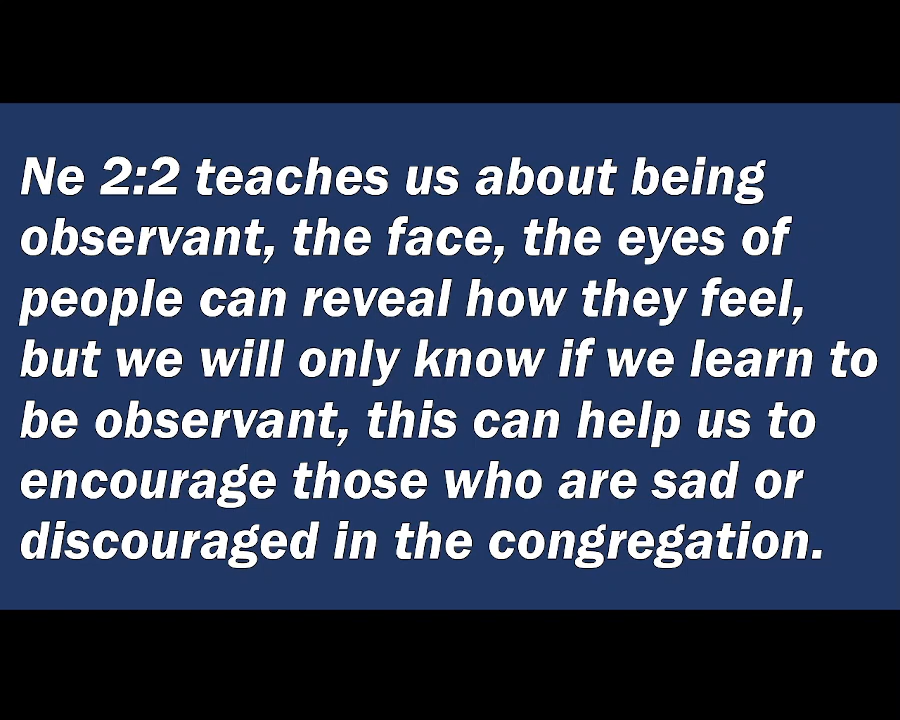 Ne 2:2 teaches us about being
observant, the face, the eyes of
people can reveal how they feel,
but we will only know if we learn to
be observant, this can help us to
encourage those who are sad or
discouraged in the congregation.